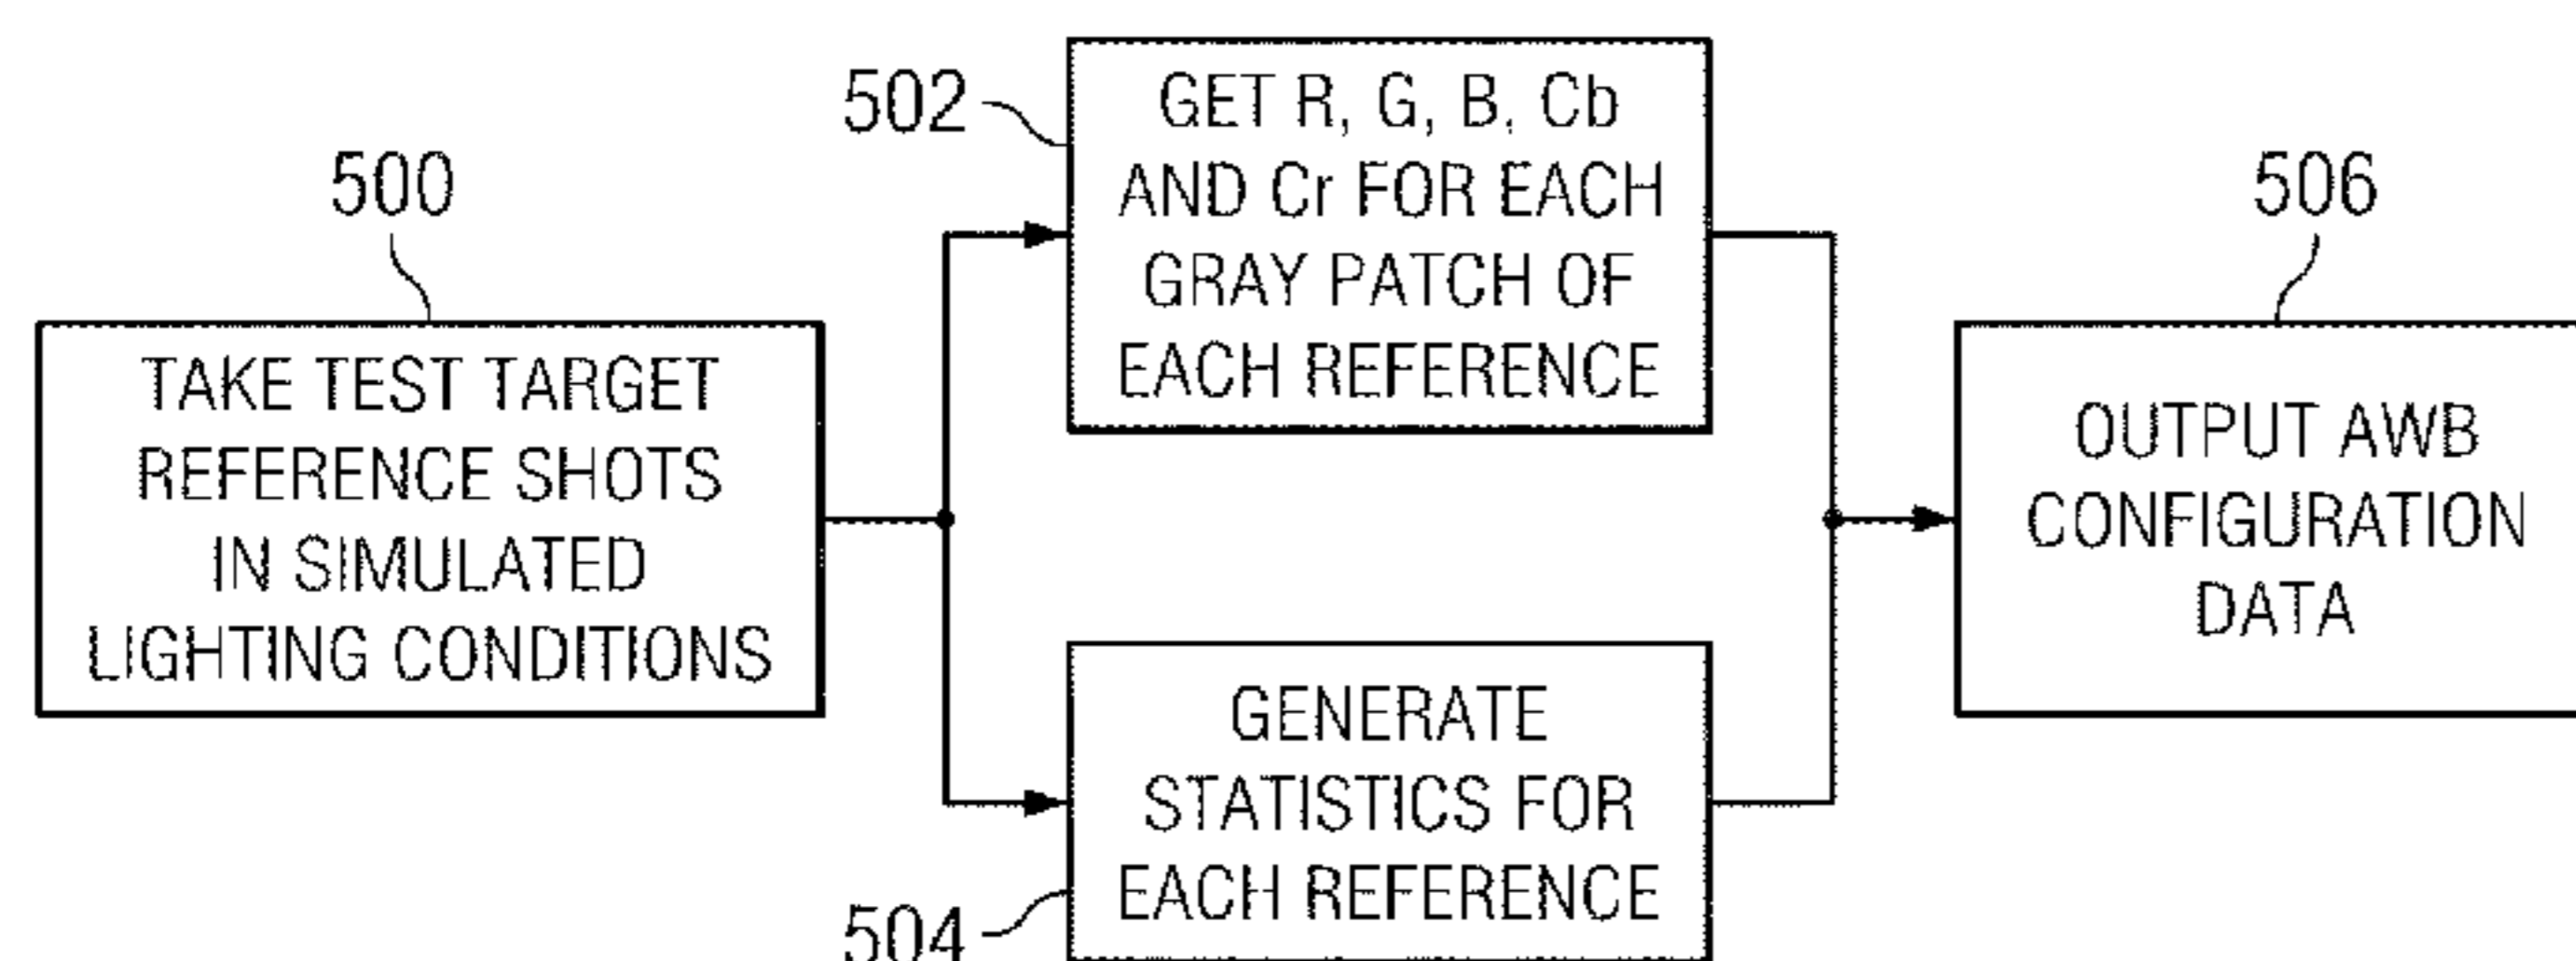 500
TAKE TEST TARGET
REFERENCE SHOTS
IN SIMULATED
LIGHTING CONDITIONS
502
GET R, G, B, Cb
AND Cr FOR EACH
GRAY PATCH OF
EACH REFERENCE
504
GENERATE
STATISTICS FOR
EACH REFERENCE
506
OUTPUT AWB
CONFIGURATION
DATA